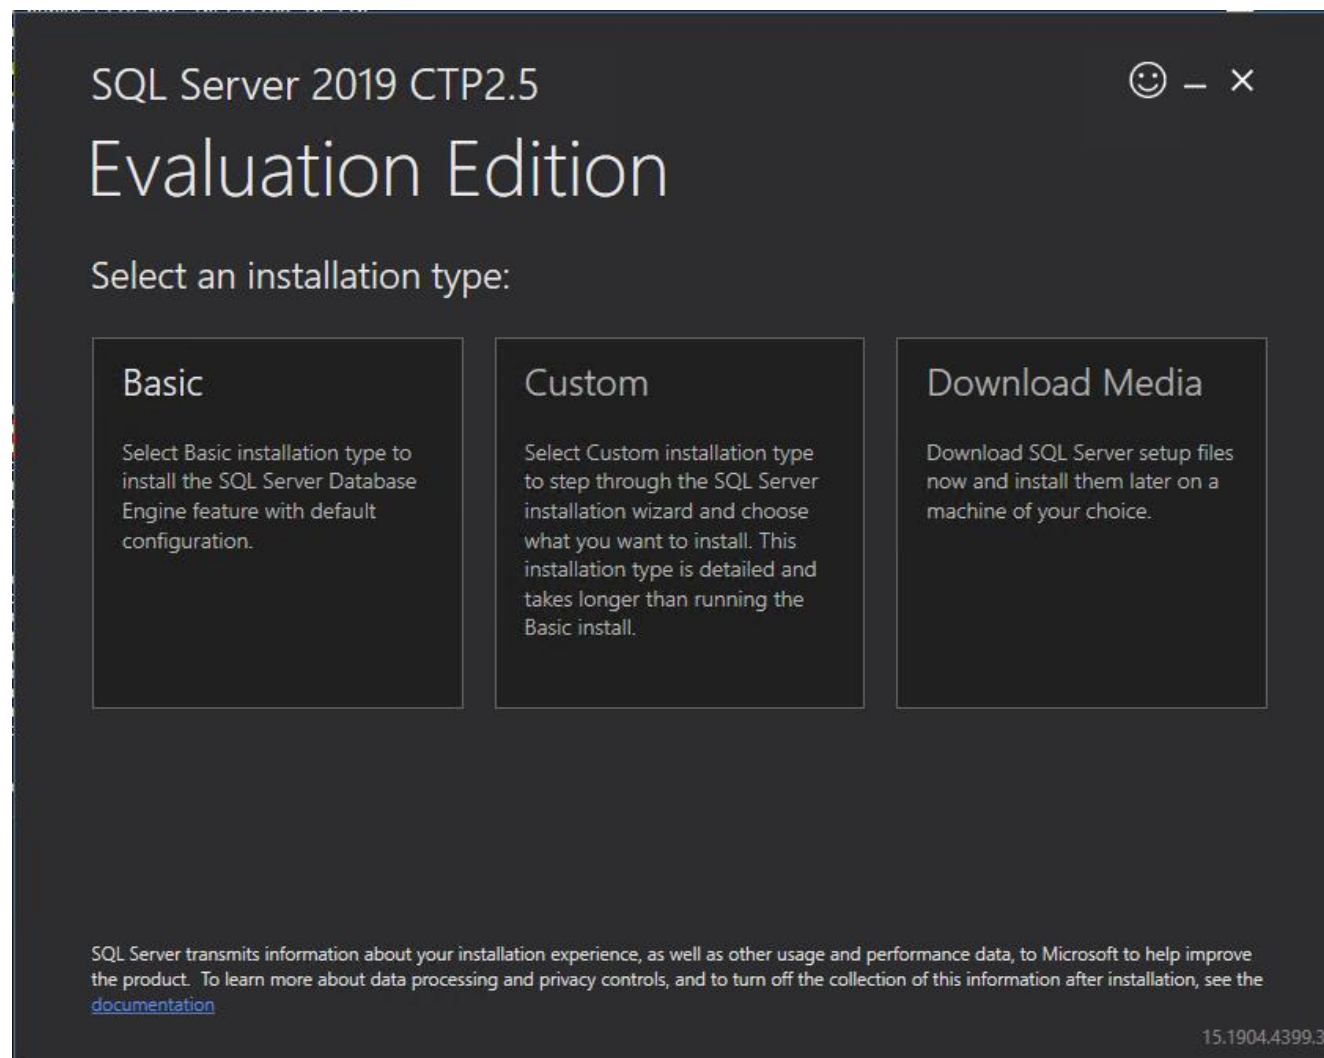 SQL Server 2019 CTP2.5
Evaluation Edition
Select an installation type:
Basic
Select Basic installation type to
install the SQL Server Database
Engine feature with default
configuration.
Custom
Select Custom installation type
to step through the SQL Server
installation wizard and choose
what you want to install. This
installation type is detailed and
takes longer than running the
Basic install.
Download Media
Download SQL Server setup files
now and install them later on a
machine of your choice.
SQL Server transmits information about your installation experience, as well as other usage and performance data, to Microsoft to help improve
the product.  To learn more about data processing and privacy controls, and to turn off the collection of this information after installation, see the
documentation
15.1904.4399.3